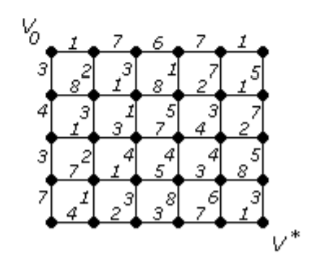 V0
1 7 6 7 1
3 2 3 1 7 5
8 1 8 2 1
4 3 1 5 3 7
1 3 7 4 2
3 2 4 4 4 5
7 1 5 3 8
7 1 3 8 6 3
4 2 3 7 1
V*